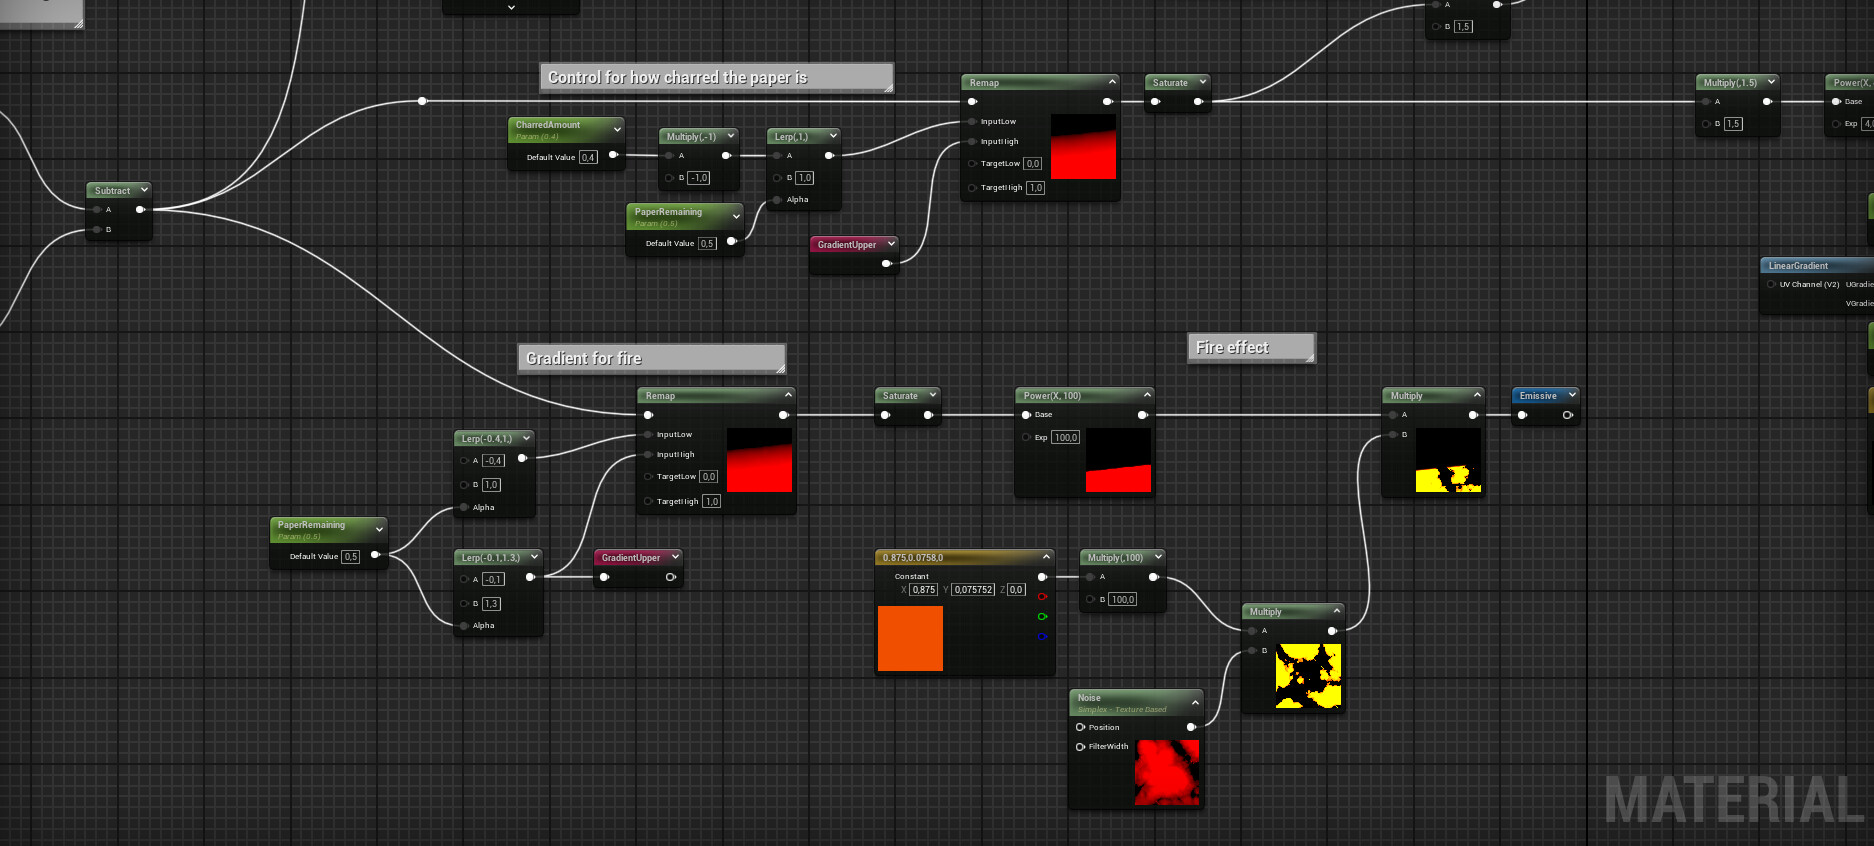 A
B 1,5
Control for how charred the paper is
Remap
InputLow
InputHigh
TargetLow 0,0
TargetHigh 1,0
Saturate
Multiply(,1.5)
A
B 1,5
Power(X,
Base
Exp 4,0
CharredAmount
Param (0.4)
Default Value 0,4
Multiply(,-1)
A
B -1,0
Lerp(,1,)
A
B 1,0
Alpha
PaperRemaining
Param (0.5)
Default Value 0,5
GradientUpper
Subtract
A
B
LinearGradient
UV Channel (V2) UGradie
VGradie
Gradient for fire
Fire effect
Remap
InputLow
InputHigh
TargetLow 0,0
TargetHigh 1,0
Saturate
Power(X, 100)
Base
Exp 100,0
Multiply
A
B
Emissive
Lerp(-0.4,1,)
A -0,4
B 1,0
Alpha
PaperRemaining
Param (0.5)
Default Value 0,5
Lerp(-0.1,1.3,)
A -0,1
B 1,3
Alpha
GradientUpper
0.875,0.0758,0
Constant
X 0,875 Y 0,075752 Z 0,0
Multiply(,100)
A
B 100,0
Multiply
A
B
Noise
Simplex - Texture Based
Position
FilterWidth
MATERIAL